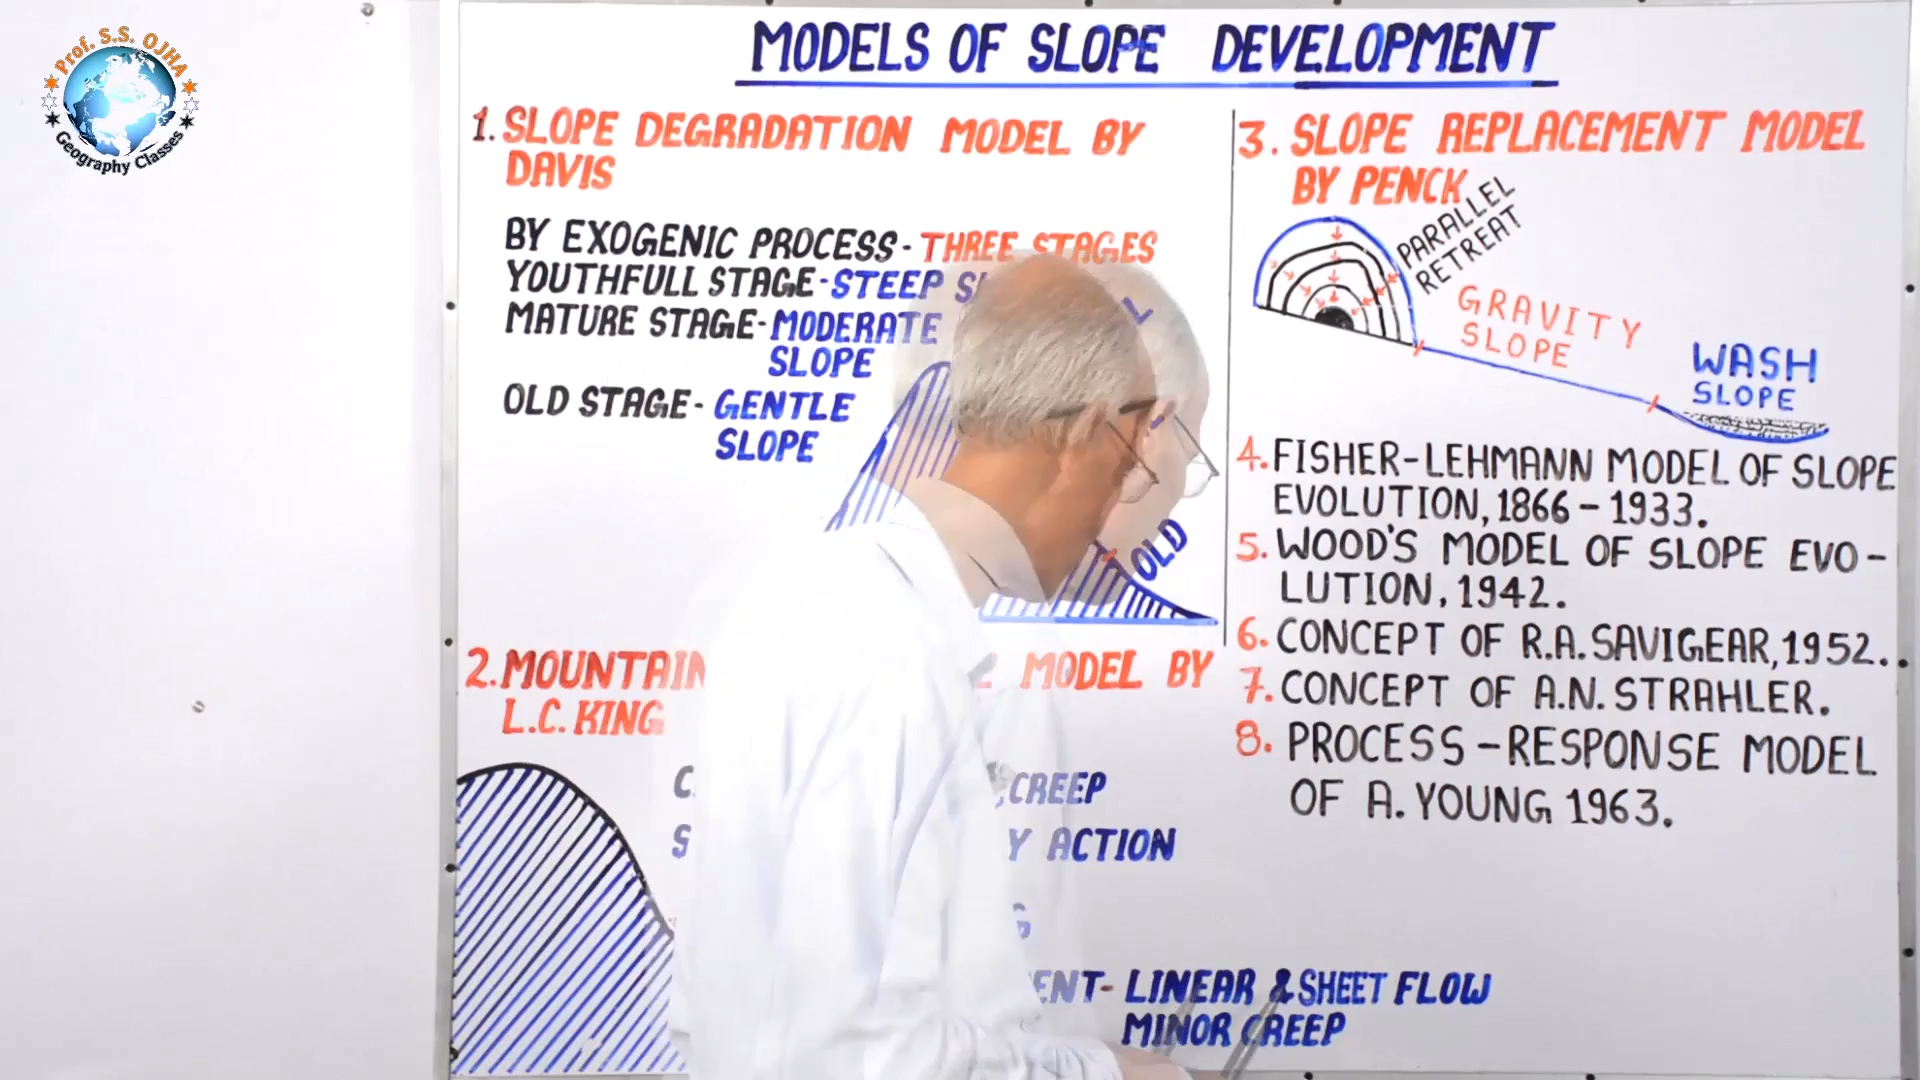 Prof. S.S. OJHA
Geography Classes
MODELS OF SLOPE DEVELOPMENT
1. SLOPE DEGRADATION MODEL BY
DAVIS
BY EXOGENIC PROCESS - THREE STAGES
YOUTHFULL STAGE - STEEP
MATURE STAGE - MODERATE
SLOPE
OLD STAGE - GENTLE
SLOPE
OLD
2. MOUNTAIN MODEL BY
L.C. KING
CREEP
ACTION
LINEAR & SHEET FLOW
MINOR CREEP
3. SLOPE REPLACEMENT MODEL
BY PENCK
PARALLEL
RETREAT
GRAVITY
SLOPE
WASH
SLOPE
4. FISHER-LEHMANN MODEL OF SLOPE
EVOLUTION, 1866 - 1933.
5. WOOD'S MODEL OF SLOPE EVO -
LUTION, 1942.
6. CONCEPT OF R.A. SAVIGEAR, 1952..
7. CONCEPT OF A.N. STRAHLER.
8. PROCESS - RESPONSE MODEL
OF A. YOUNG 1963.